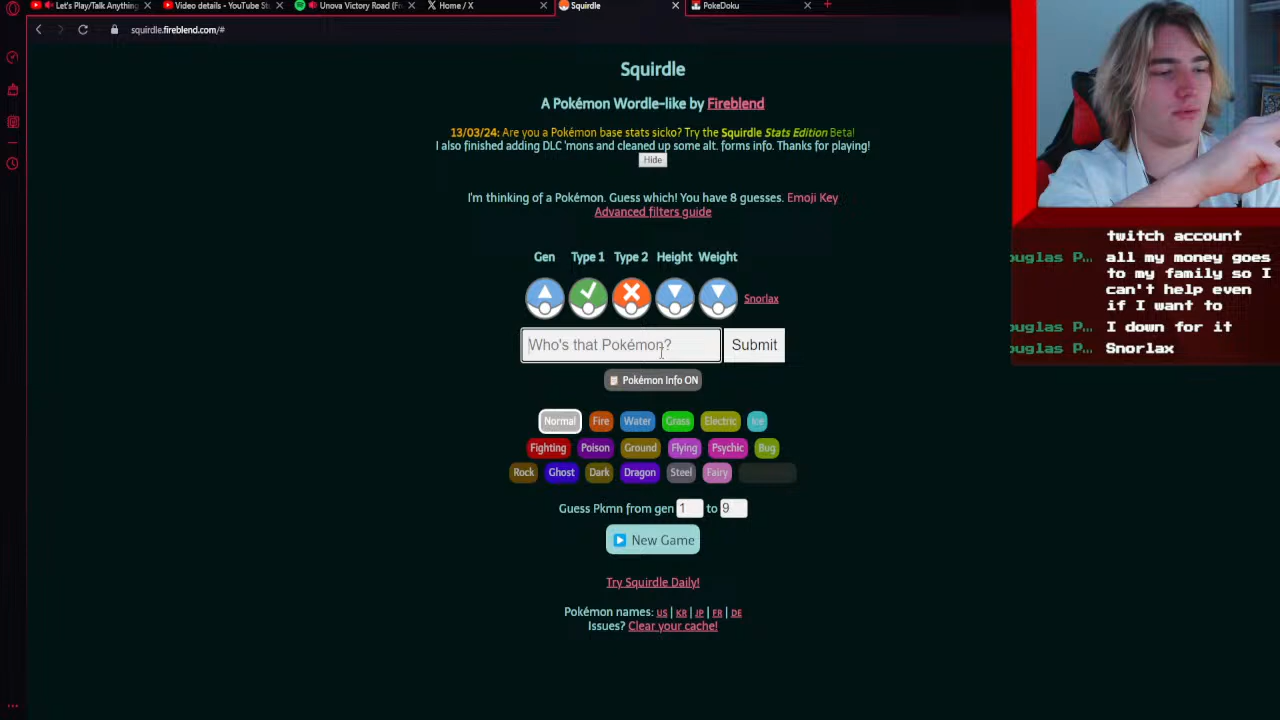 Let's Play/Talk Anything
Video details - YouTube St
Unova Victory Road (Fr
Home / X
Squirdle
PokeDoku
squirdle.fireblend.com/#
Squirdle
A Pokémon Wordle-like by Fireblend
13/03/24: Are you a Pokémon base stats sicko? Try the Squirdle Stats Edition Beta!
I also finished adding DLC 'mons and cleaned up some alt. forms info. Thanks for playing!
Hide
I'm thinking of a Pokémon. Guess which! You have 8 guesses. Emoji Key
Advanced filters guide
Gen Type 1 Type 2 Height Weight
Snorlax
Who's that Pokémon? Submit
Pokémon Info ON
Normal Fire Water Grass Electric Ice
Fighting Poison Ground Flying Psychic Bug
Rock Ghost Dark Dragon Steel Fairy
Guess Pkmn from gen 1 to 9
New Game
Try Squirdle Daily!
Pokémon names: US | KR | JP | FR | DE
Issues? Clear your cache!
twitch account
ouglas P... all my money goes
to my family so I
can't help even
if I want to
ouglas P... I down for it
ouglas P... Snorlax